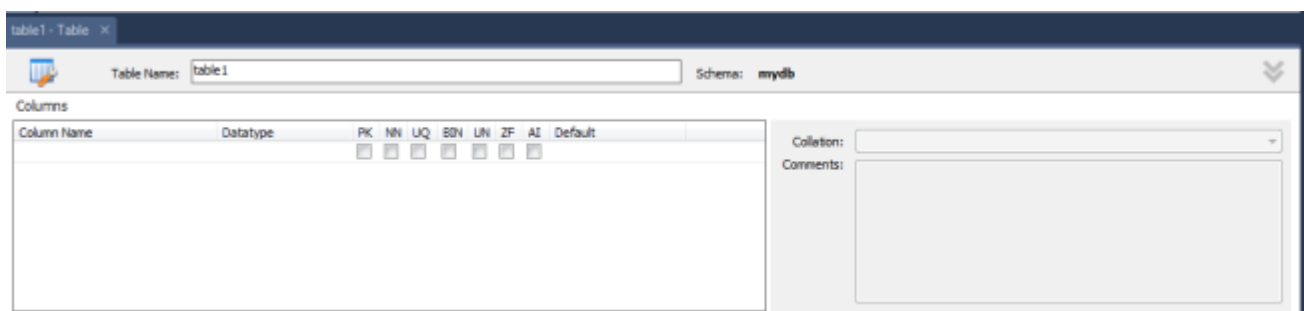 table1 - Table ×
Table Name: table1 Schema: mydb
Columns
Column Name Datatype PK NN UQ BIN UN ZF AI Default
Collation:
Comments: